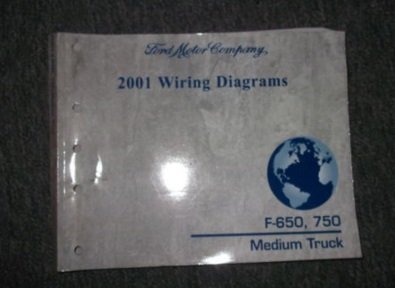 Ford Motor Company,
2001 Wiring Diagrams
F-650, 750
Medium Truck